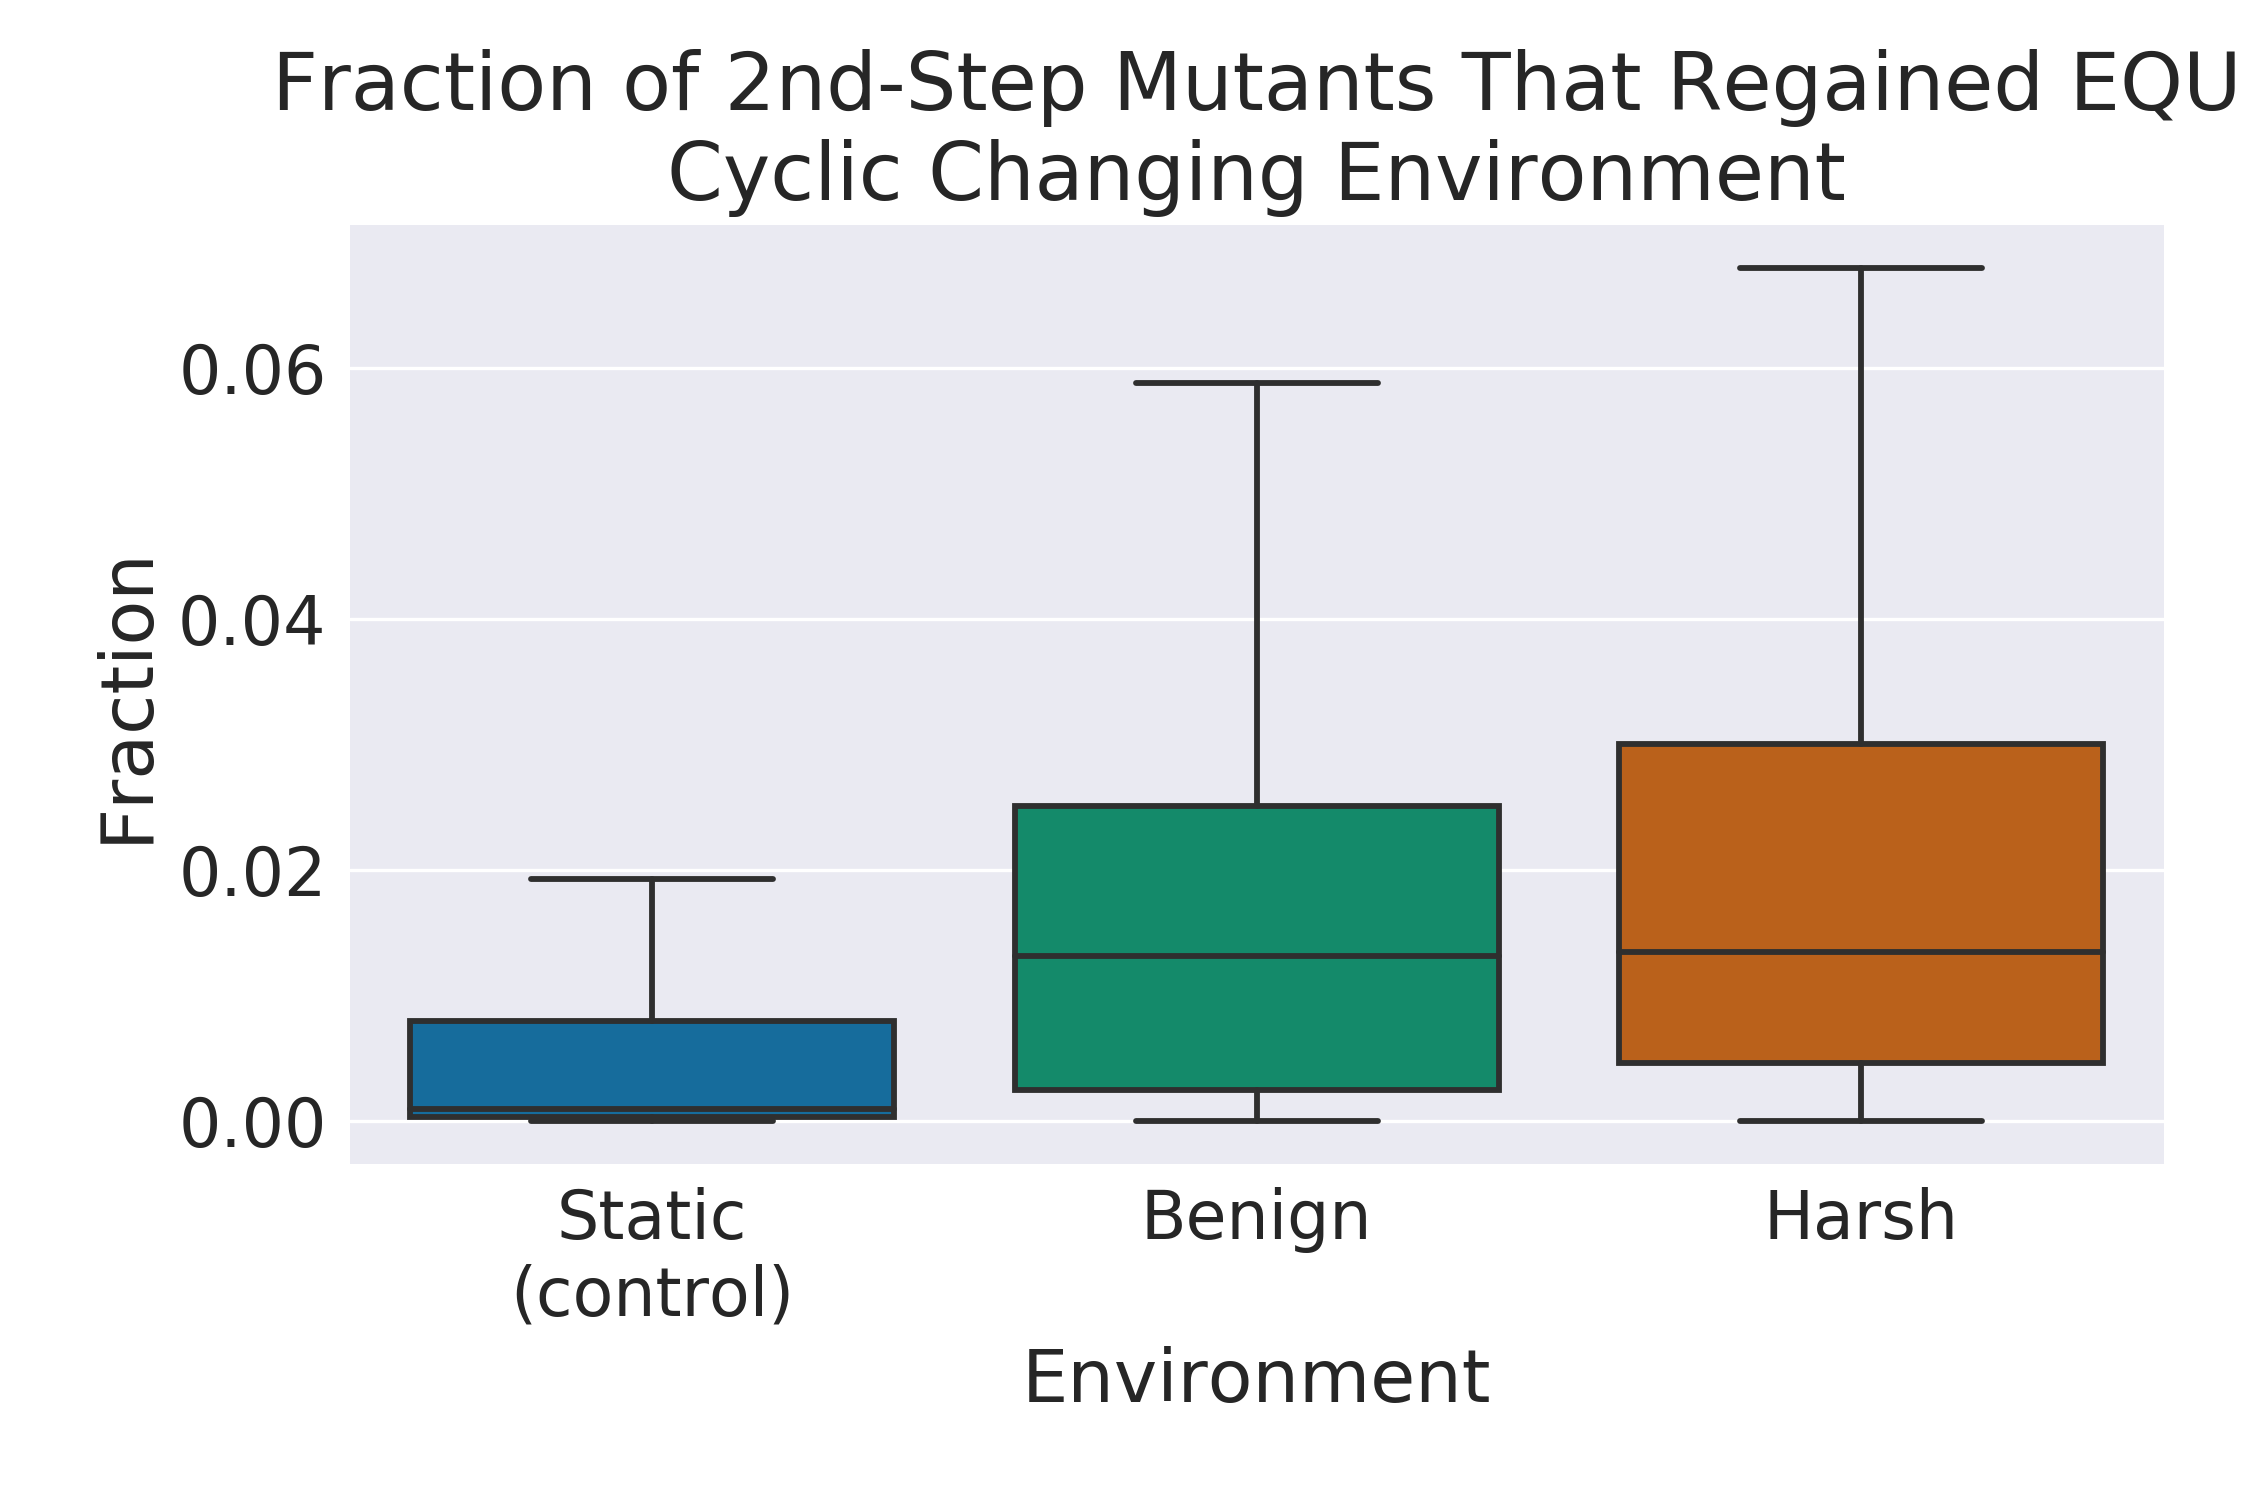 Fraction of 2nd-Step Mutants That Regained EQU
Cyclic Changing Environment
Fraction
0.06
0.04
0.02
0.00
Static
(control)
Benign
Harsh
Environment